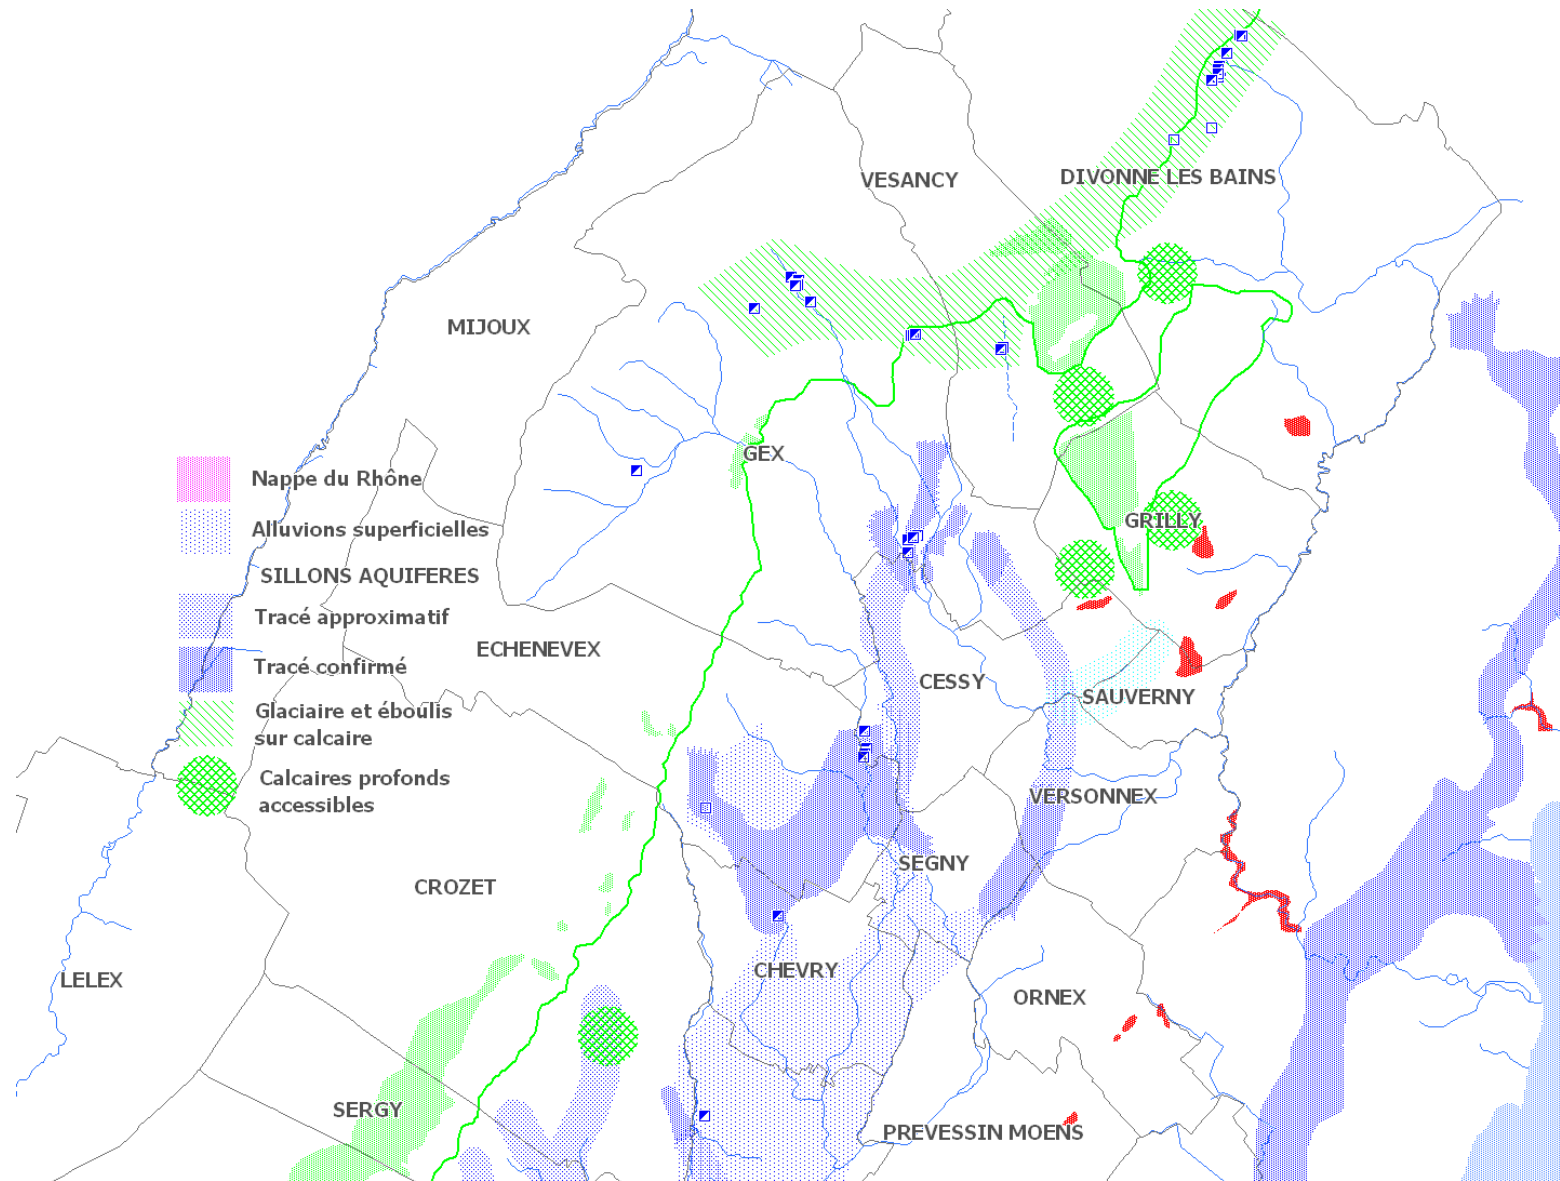 DIVONNE LES BAINS
VESANCY
MIJOUX
GEX
Nappe du Rhône
GRILLY
Alluvions superficielles
SILLONS AQUIFERES
Tracé approximatif
ECHENEVEX
Tracé confirmé
CESSY
SAUVERNY
Glaciaire et éboulis
sur calcaire
Calcaires profonds
accessibles
VERSONNEX
SEGNY
CROZET
CHEVRY
LELEX
ORNEX
SERGY
PREVESSIN MOENS